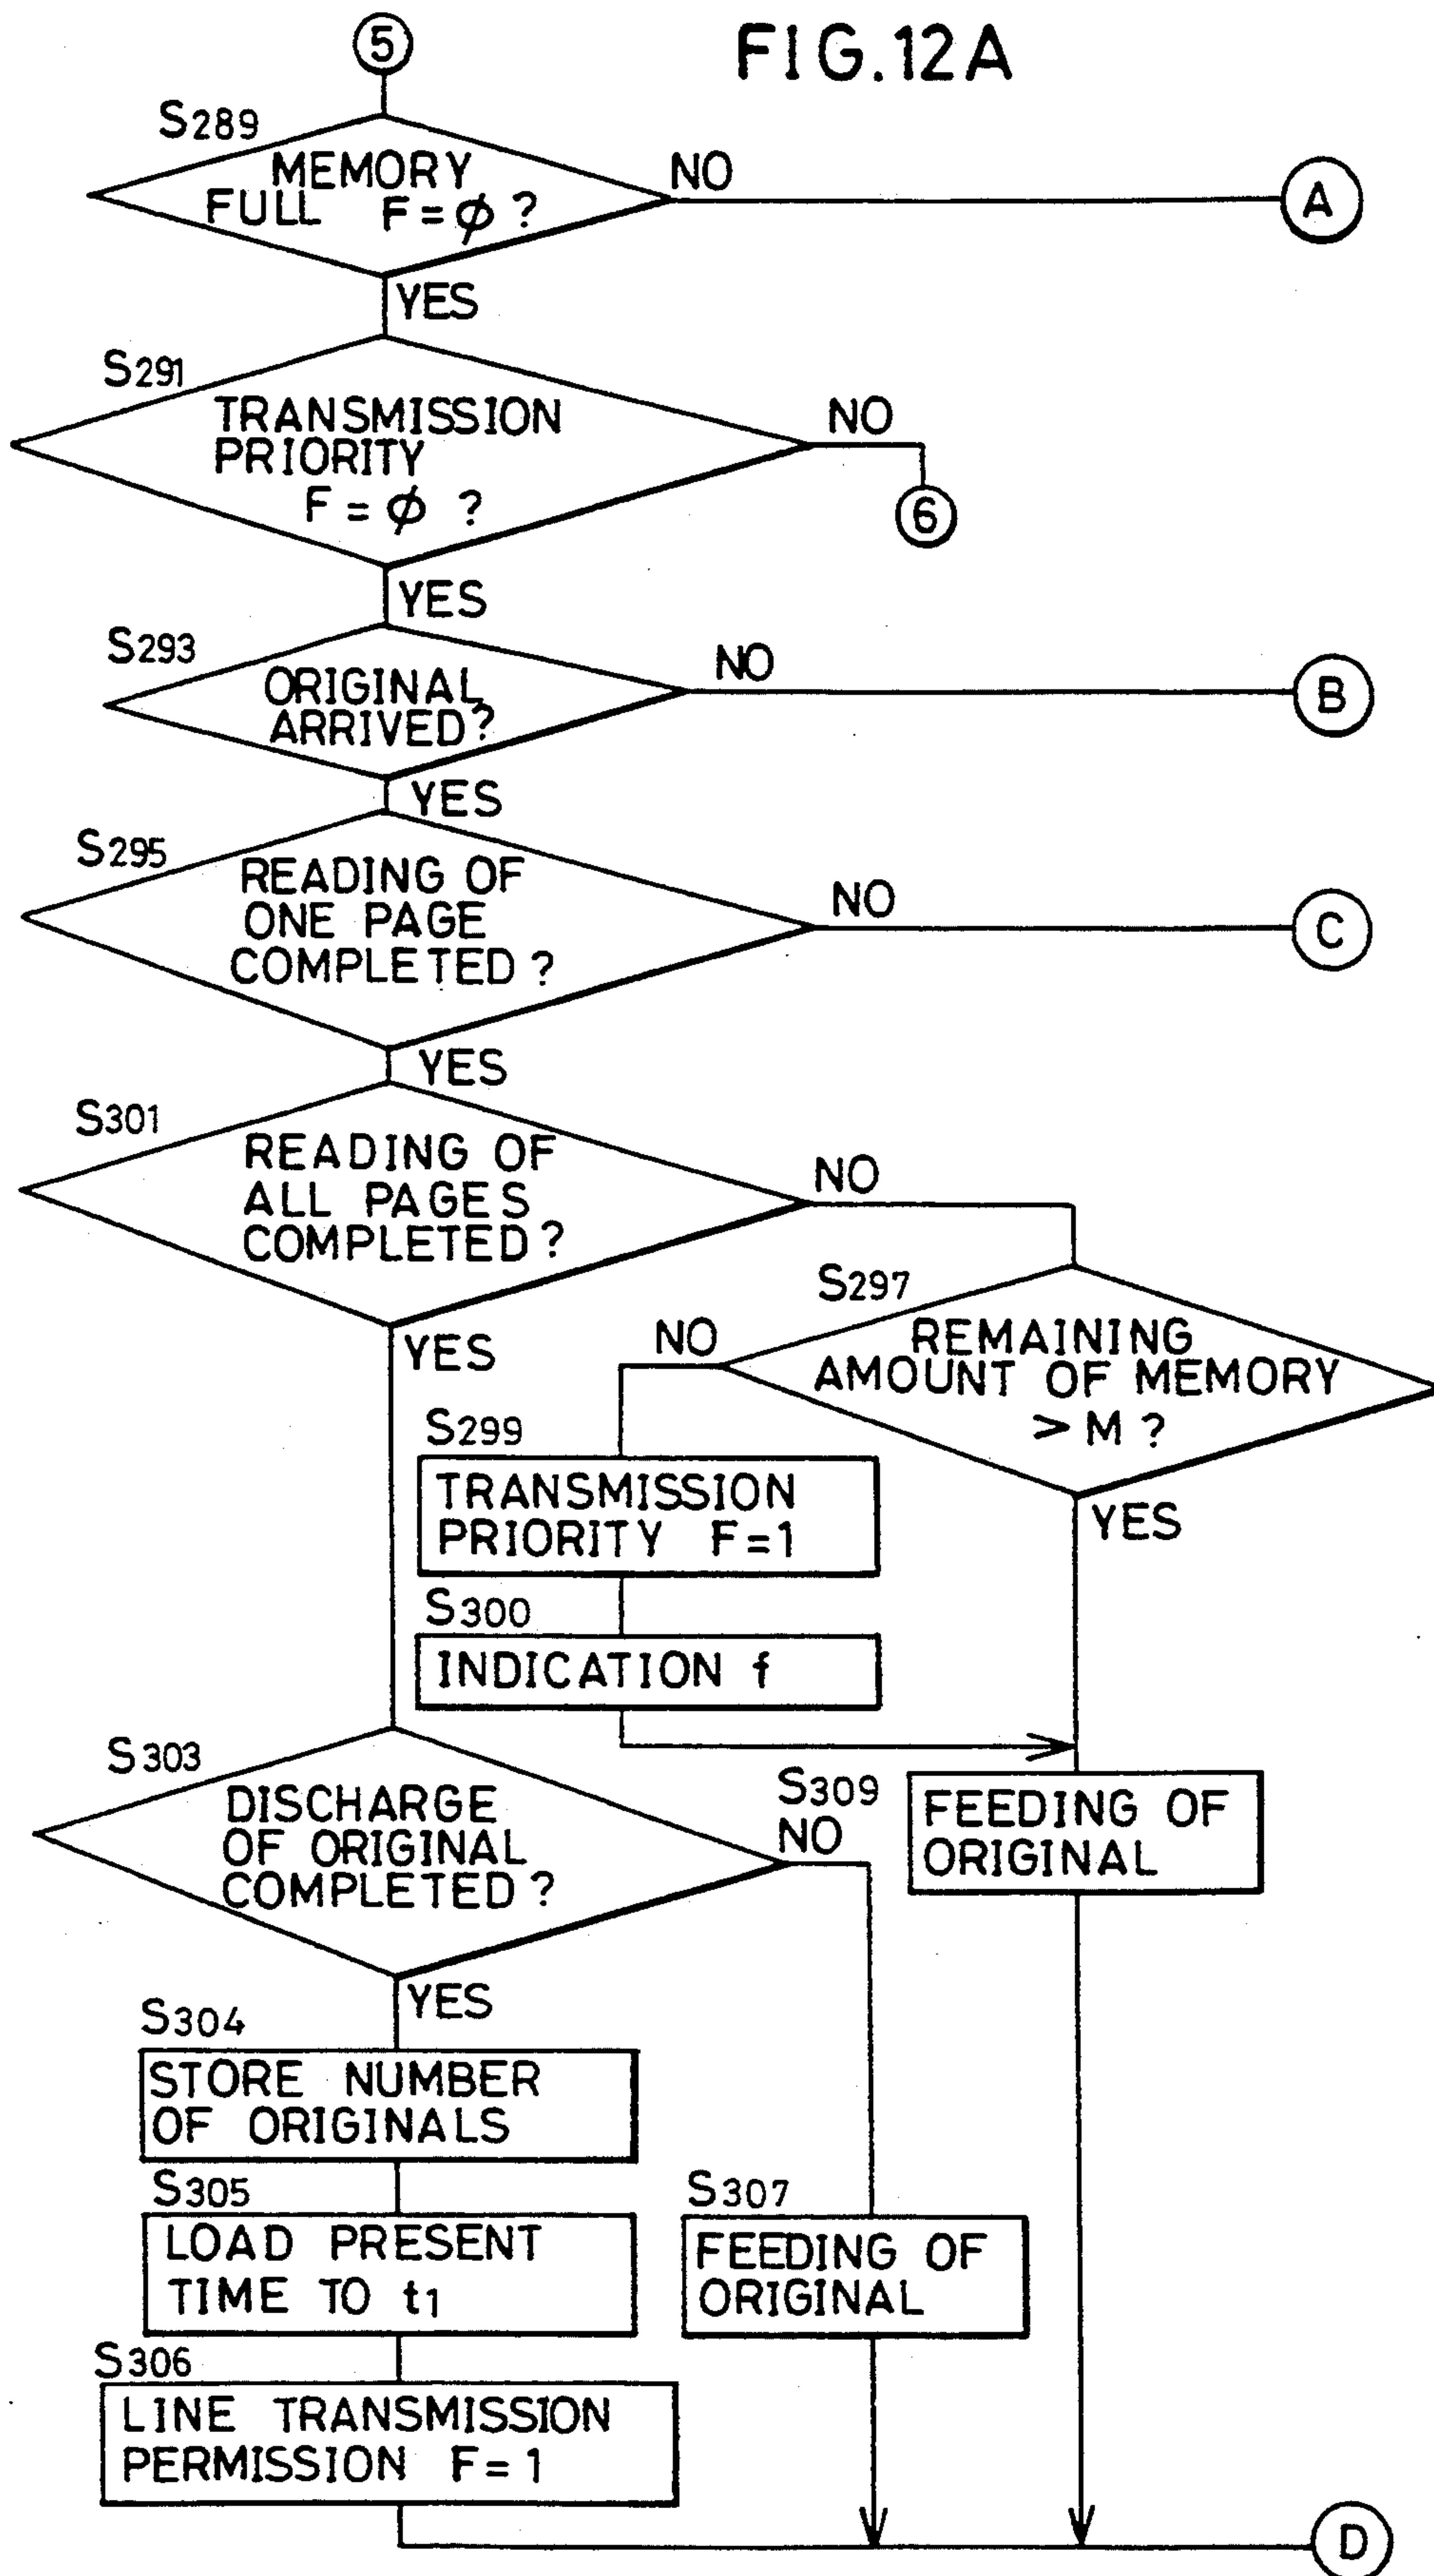 FIG.12A
5
S289
MEMORY
FULL F=ϕ ?
NO
A
YES
S291
TRANSMISSION
PRIORITY
F=ϕ ?
NO
6
YES
S293
ORIGINAL
ARRIVED?
NO
B
YES
S295
READING OF
ONE PAGE
COMPLETED?
NO
C
YES
S301
READING OF
ALL PAGES
COMPLETED?
NO
YES
S297
REMAINING
AMOUNT OF MEMORY
> M ?
NO
YES
S299
TRANSMISSION
PRIORITY F=1
S300
INDICATION f
S303
DISCHARGE
OF ORIGINAL
COMPLETED?
NO
YES
S309
FEEDING OF
ORIGINAL
S304
STORE NUMBER
OF ORIGINALS
S305
LOAD PRESENT
TIME TO t1
S307
FEEDING OF
ORIGINAL
S306
LINE TRANSMISSION
PERMISSION F=1
D